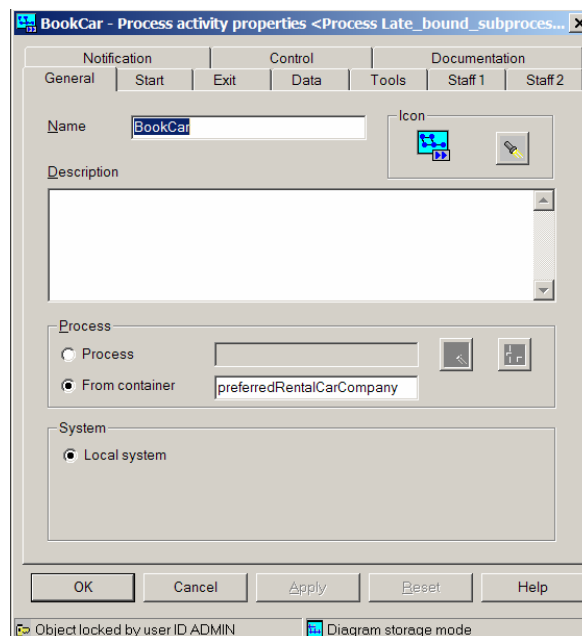 BookCar - Process activity properties <Process Late_bound_subproces...
Notification Control Documentation
General Start Exit Data Tools Staff 1 Staff 2
Name BookCar
Icon
Description
Process
Process
From container preferredRentalCarCompany
System
Local system
OK Cancel Apply Reset Help
Object locked by user ID ADMIN Diagram storage mode